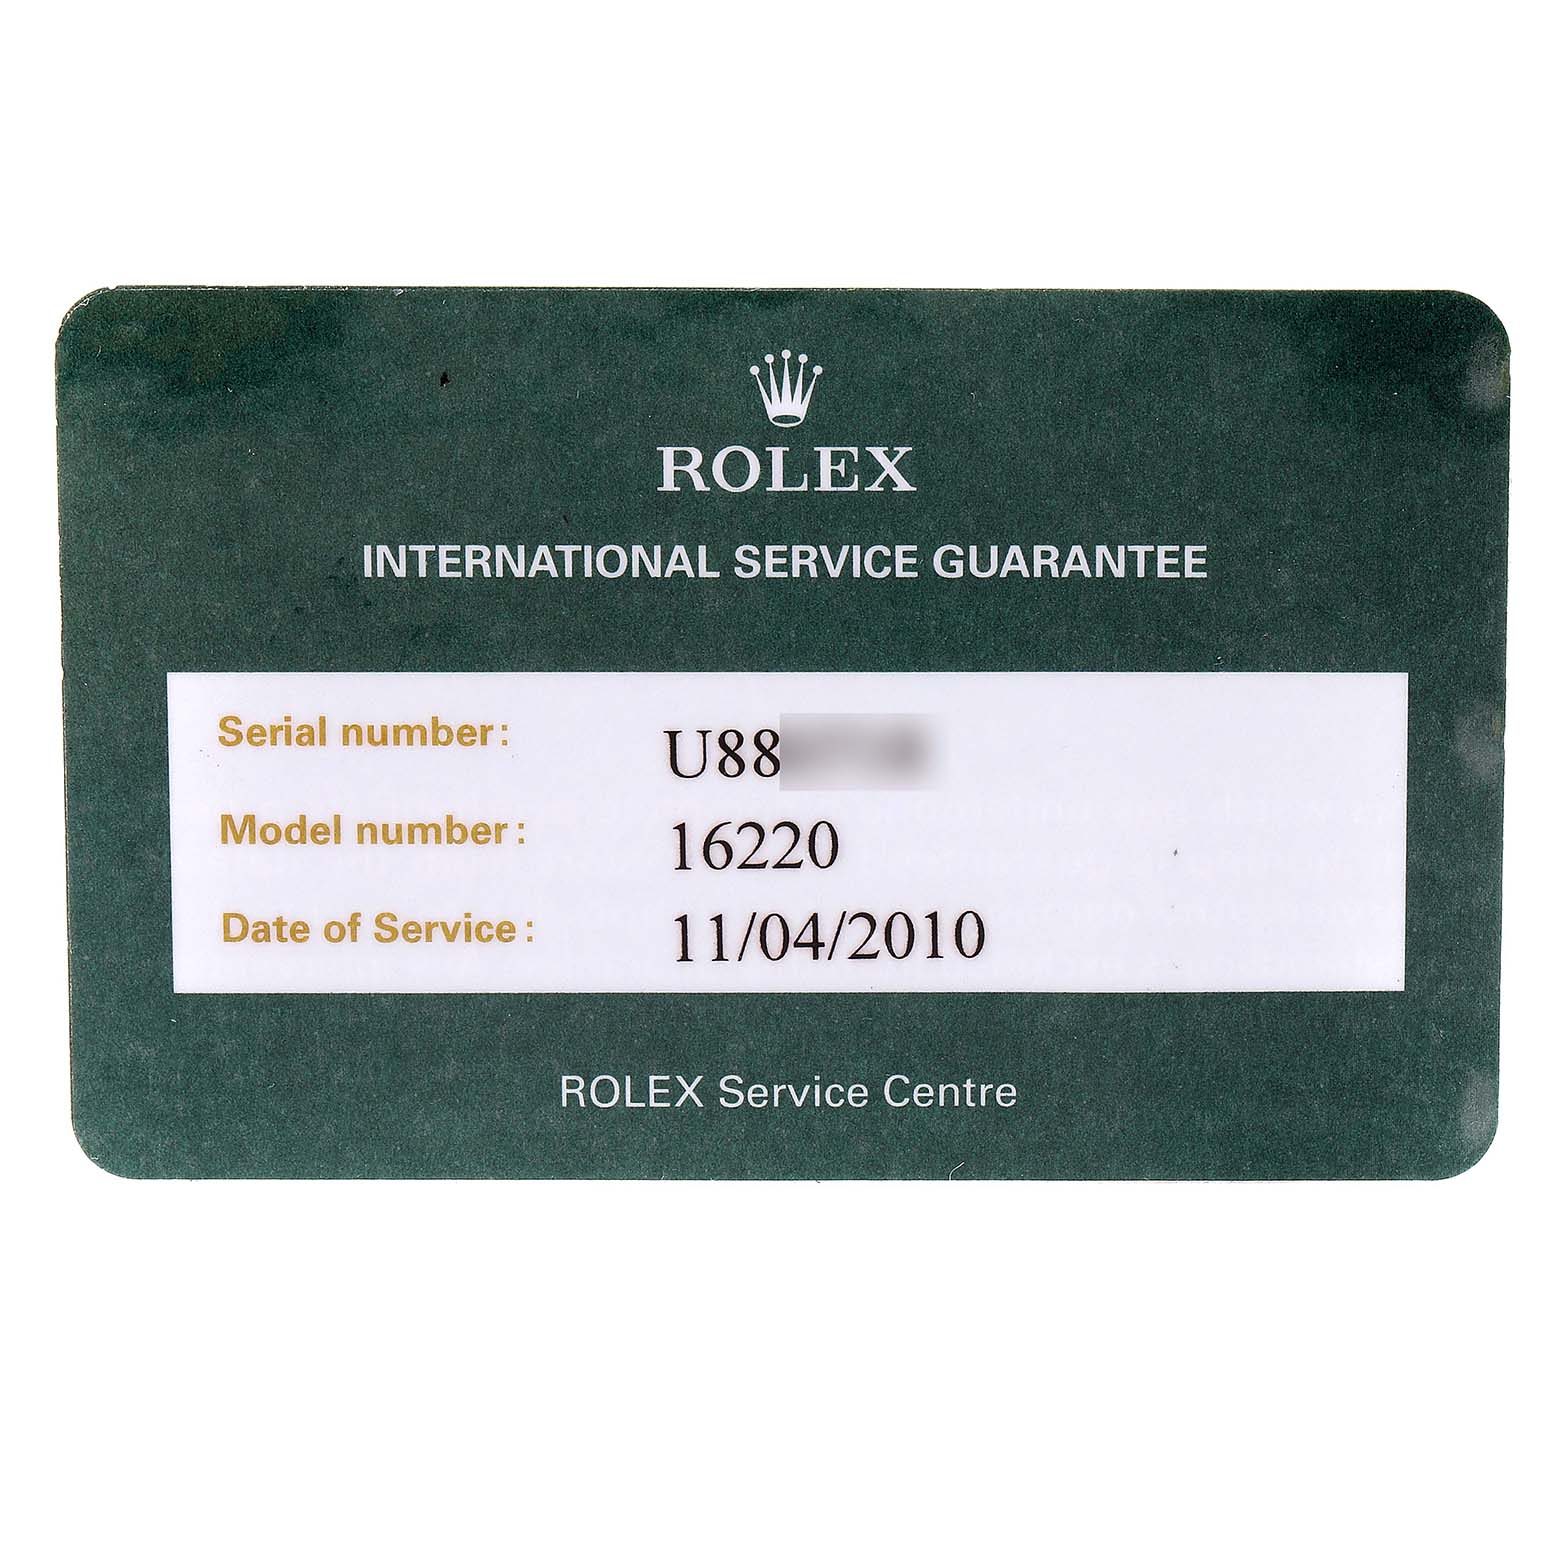 ROLEX
INTERNATIONAL SERVICE GUARANTEE
Serial number: U88
Model number: 16220
Date of Service: 11/04/2010
ROLEX Service Centre